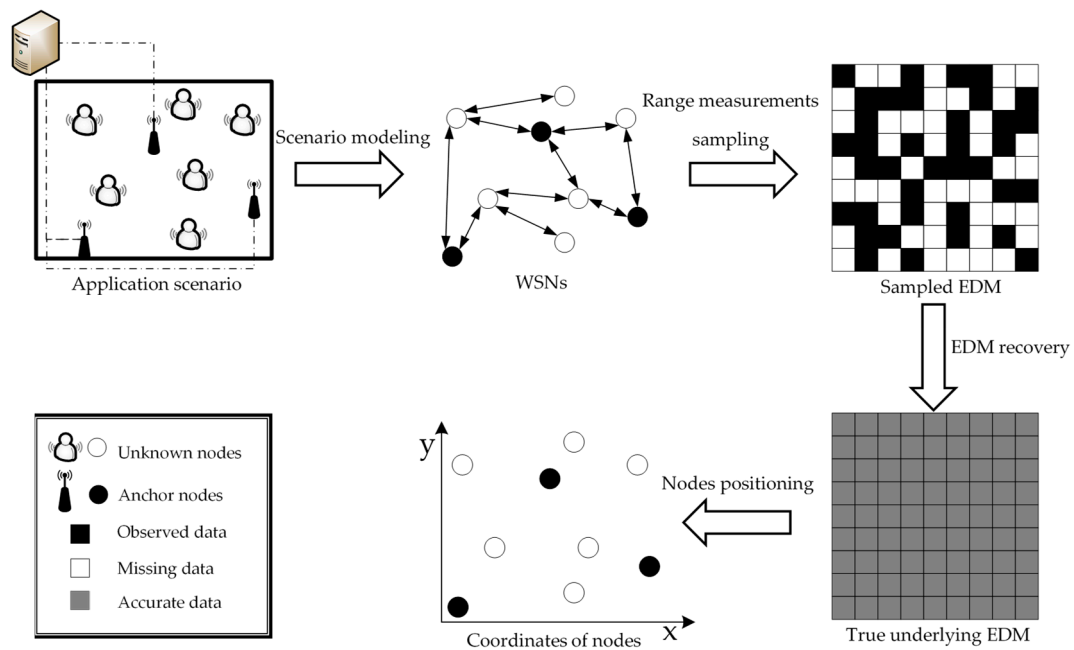 Scenario modeling
Range measurements
sampling
Application scenario
WSNs
Sampled EDM
EDM recovery
Unknown nodes
Anchor nodes
Observed data
Missing data
Accurate data
y
x
Coordinates of nodes
Nodes positioning
True underlying EDM